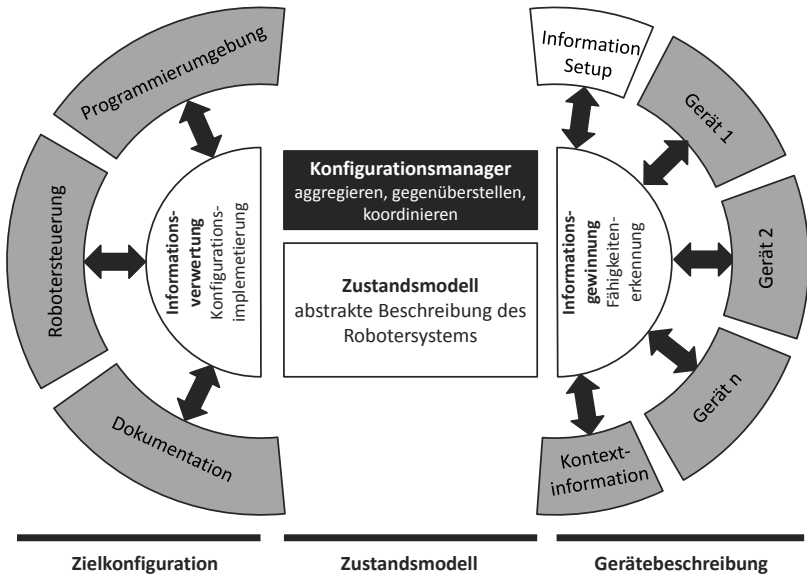 Programmierumgebung
Robotersteuerung
Dokumentation
Informations-
verwertung
Konfigurations-
implemetierung
Konfigurationsmanager
aggregieren, gegenüberstellen,
koordinieren
Zustandsmodell
abstrakte Beschreibung des
Robotersystems
Informations-
gewinnung
Fähigkeiten-
erkennung
Information
Setup
Gerät 1
Gerät 2
Gerät n
Kontext-
information
Zielkonfiguration
Zustandsmodell
Gerätebeschreibung